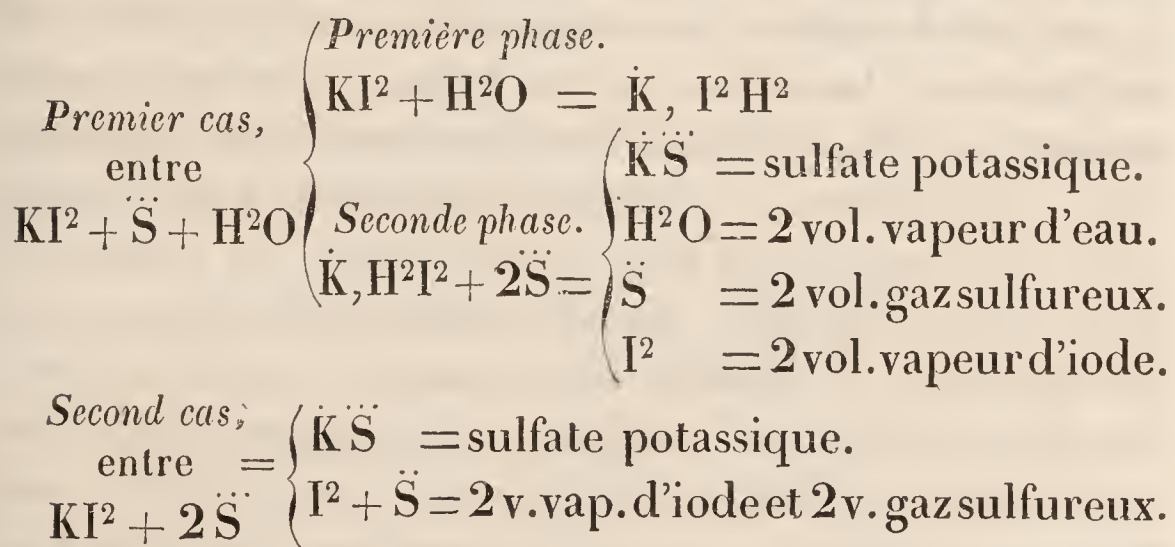 Premier cas,
entre
KI² + S⃛ + H²O
Première phase.
KI² + H²O = K̇, I² H²
Seconde phase.
K̇, H²I² + 2S⃛ =
K̇ S⃛ = sulfate potassique.
H²O = 2 vol. vapeur d'eau.
S̈ = 2 vol. gaz sulfureux.
I² = 2 vol. vapeur d'iode.
Second cas,
entre =
KI² + 2 S⃛
K̇ S⃛ = sulfate potassique.
I² + S̈ = 2 v. vap. d'iode et 2 v. gaz sulfureux.